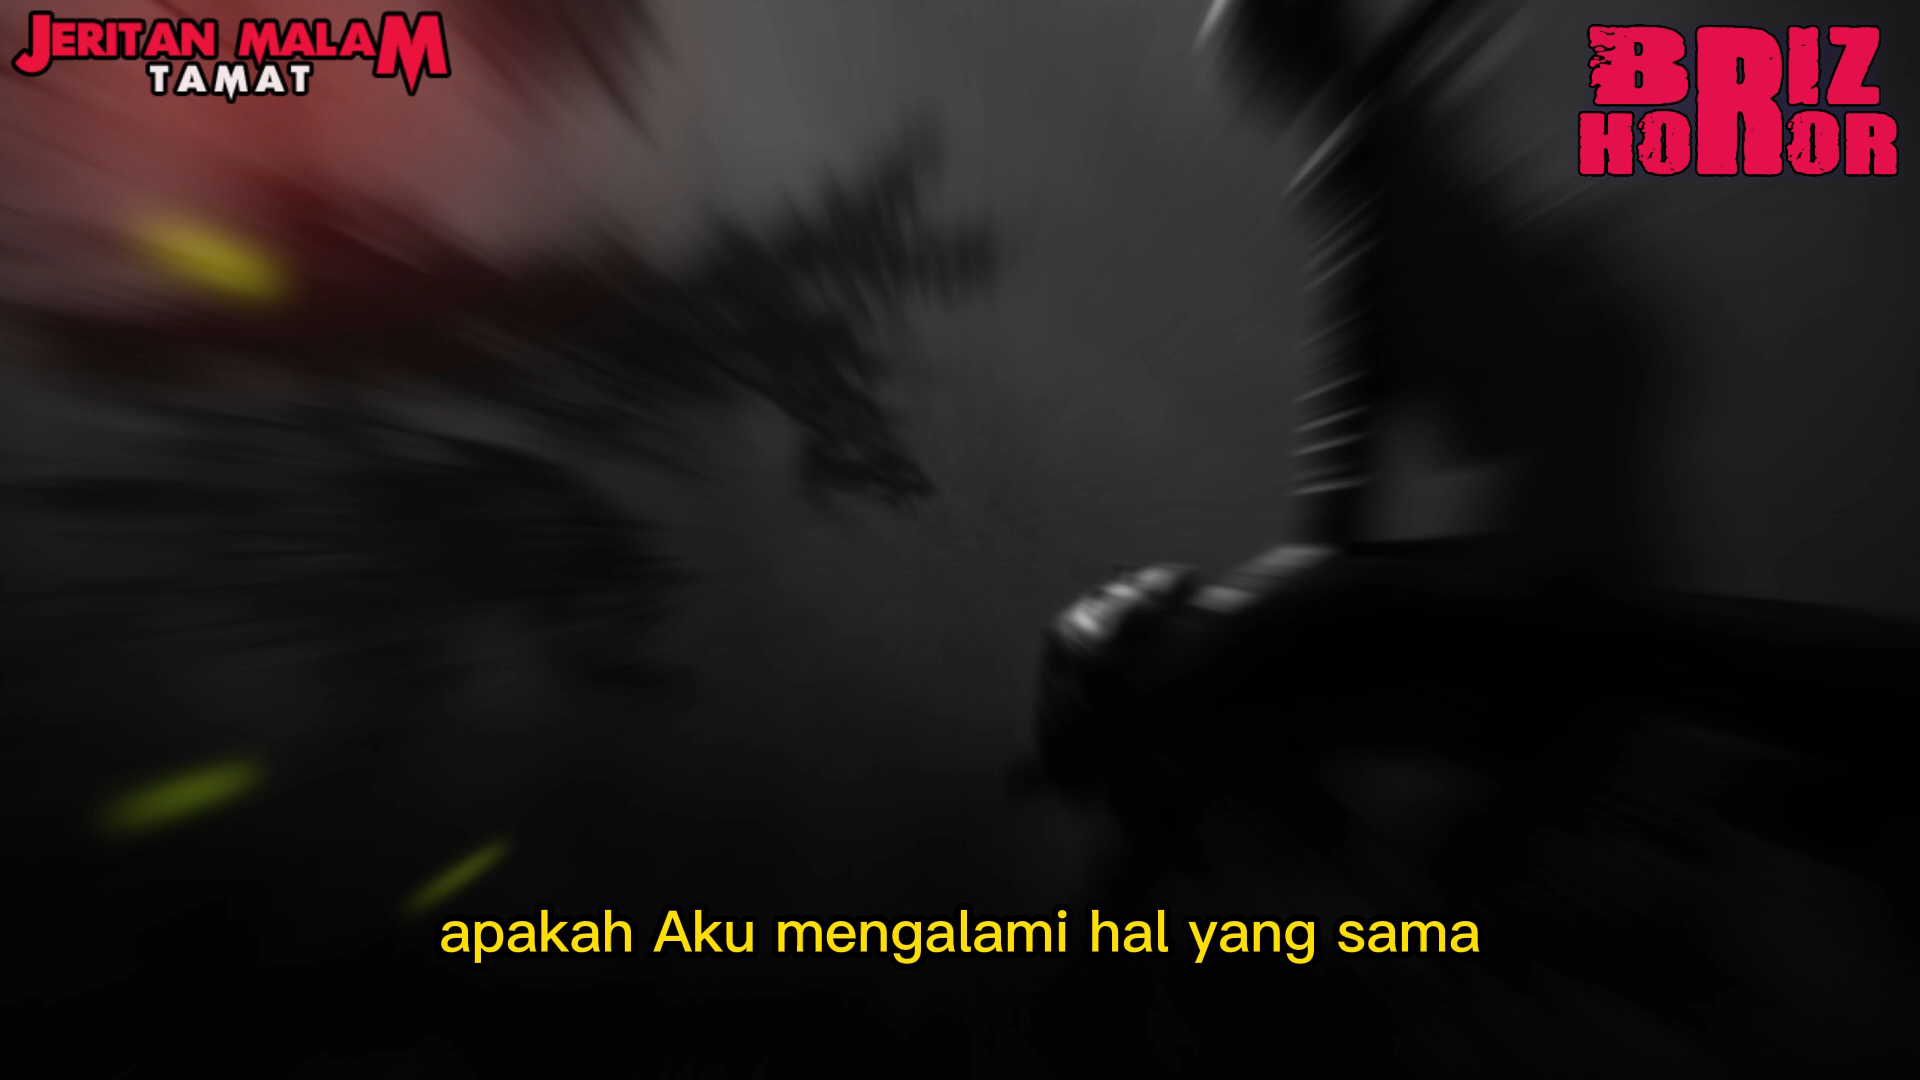 JERITAN MALAM
TAMAT
BRIZ
HORROR
apakah Aku mengalami hal yang sama